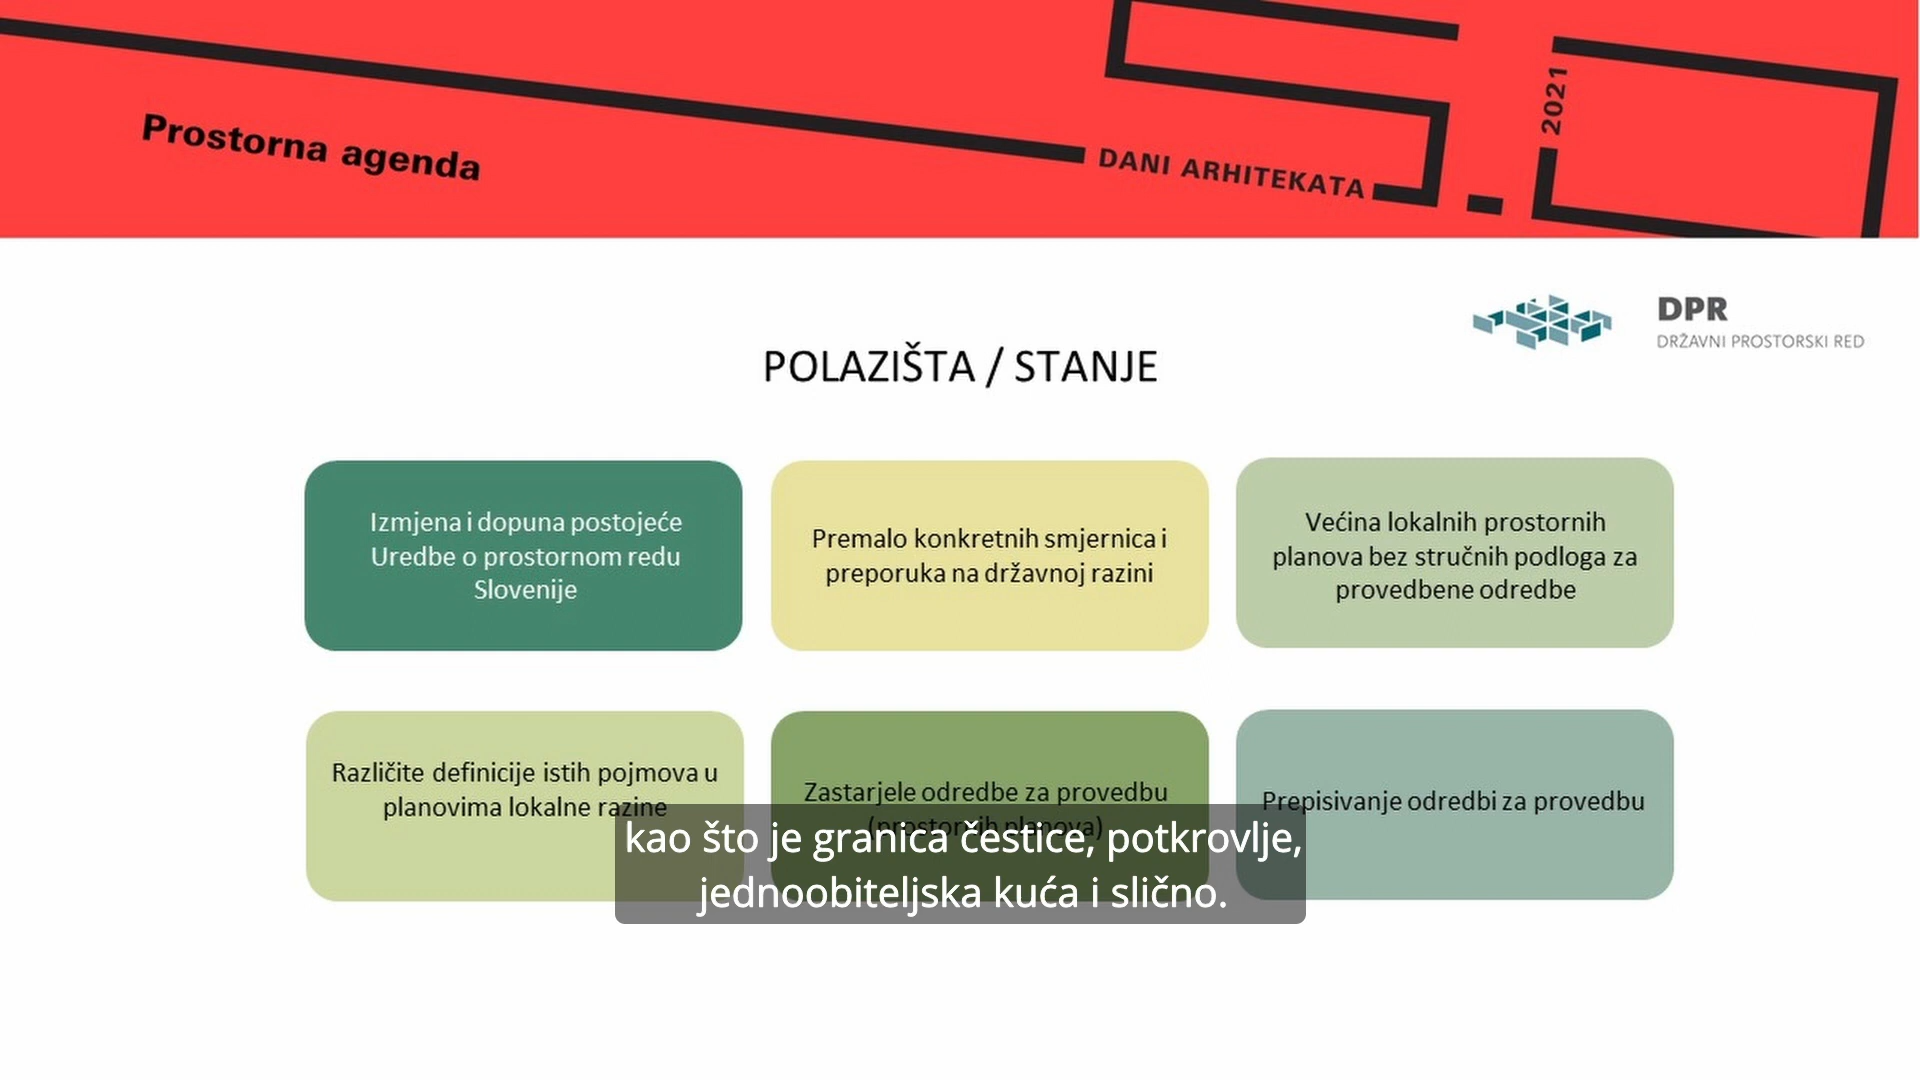 Prostorna agenda
DANI ARHITEKATA
2021
DPR
DRŽAVNI PROSTORSKI RED
POLAZIŠTA / STANJE
Izmjena i dopuna postojeće
Uredbe o prostornom redu
Slovenije
Premalo konkretnih smjernica i
preporuka na državnoj razini
Većina lokalnih prostornih
planova bez stručnih podloga za
provedbene odredbe
Različite definicije istih pojmova u
planovima lokalne razine
Zastarjele odredbe za provedbu
(prostornih planova)
Prepisivanje odredbi za provedbu
kao što je granica čestice, potkrovlje,
jednoobiteljska kuća i slično.